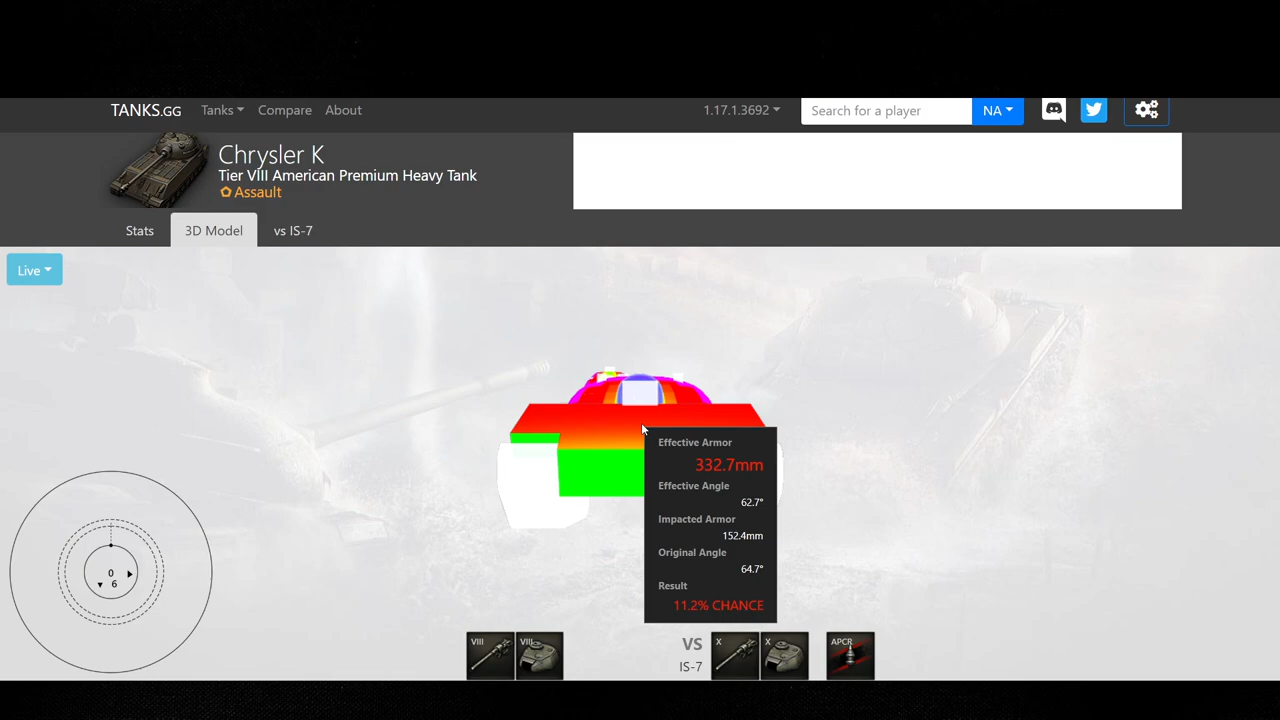 TANKS.GG Tanks Compare About 1.17.1.3692 Search for a player NA
Chrysler K
Tier VIII American Premium Heavy Tank
Assault
Stats 3D Model vs IS-7
Live
Effective Armor
332.7mm
Effective Angle
62.7°
Impacted Armor
152.4mm
Original Angle
64.7°
Result
11.2% CHANCE
0
6
VIII VIII VS X X APCR
IS-7